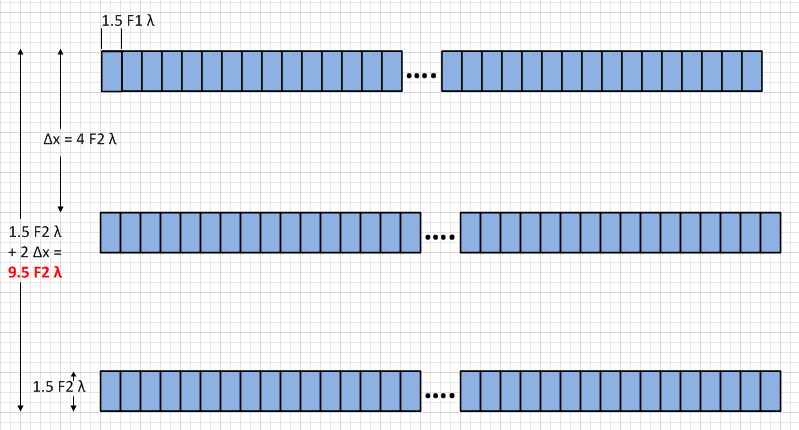 1.5 F1 λ
Δx = 4 F2 λ
1.5 F2 λ
+ 2 Δx =
9.5 F2 λ
1.5 F2 λ